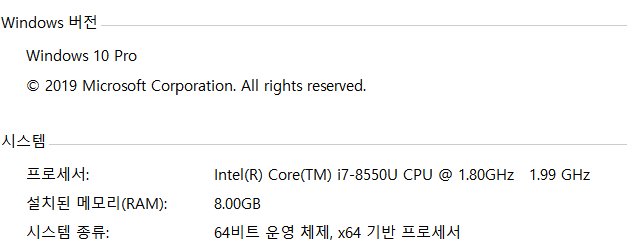 Windows 버전
Windows 10 Pro
© 2019 Microsoft Corporation. All rights reserved.
시스템
프로세서: Intel(R) Core(TM) i7-8550U CPU @ 1.80GHz 1.99 GHz
설치된 메모리(RAM): 8.00GB
시스템 종류: 64비트 운영 체제, x64 기반 프로세서